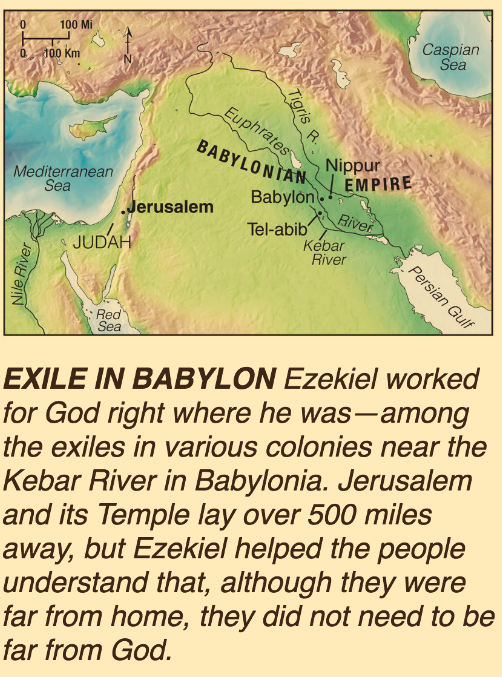 0 100 Mi
0 100 Km
N
Caspian
Sea
Tigris R.
Euphrates
BABYLONIAN
Nippur
EMPIRE
Mediterranean
Sea
Babylon
Jerusalem
Tel-abib
River
Kebar
River
JUDAH
Nile River
Red
Sea
Persian Gulf
EXILE IN BABYLON Ezekiel worked
for God right where he was—among
the exiles in various colonies near the
Kebar River in Babylonia. Jerusalem
and its Temple lay over 500 miles
away, but Ezekiel helped the people
understand that, although they were
far from home, they did not need to be
far from God.